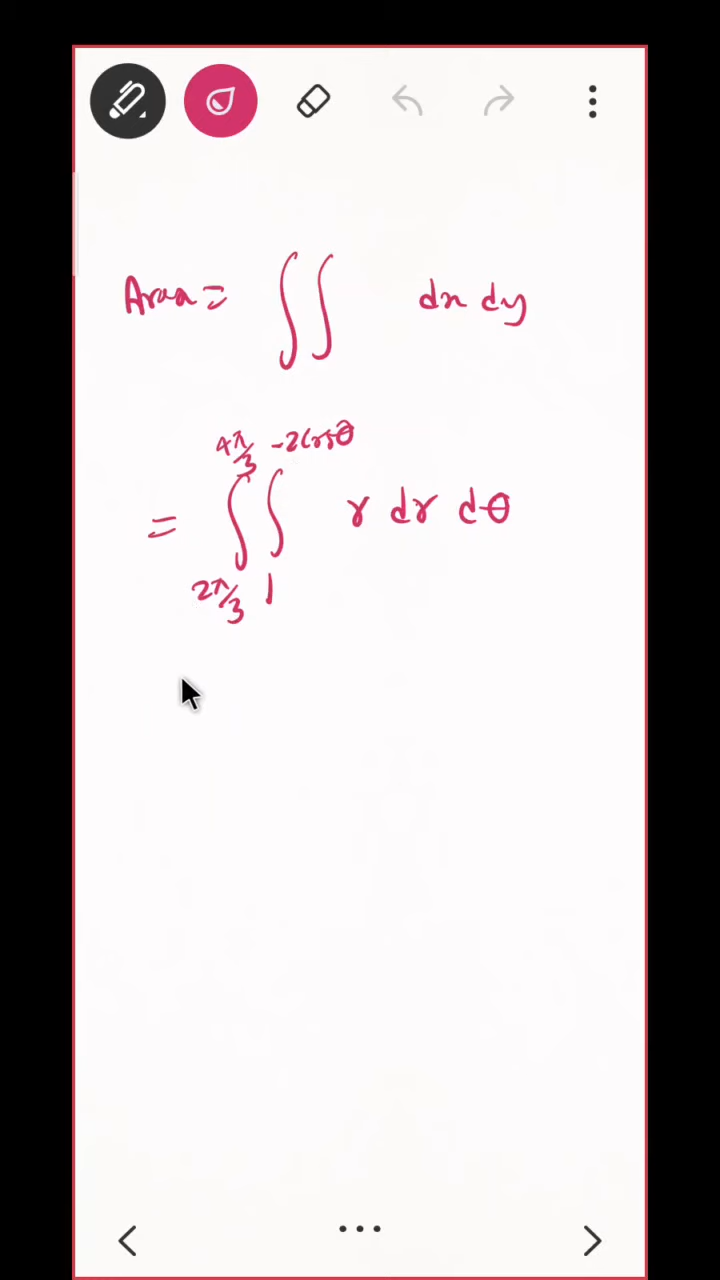 Area = ∫∫ dx dy
4π/3 -2Cosθ
= ∫∫ r dr dθ
2π/3 1